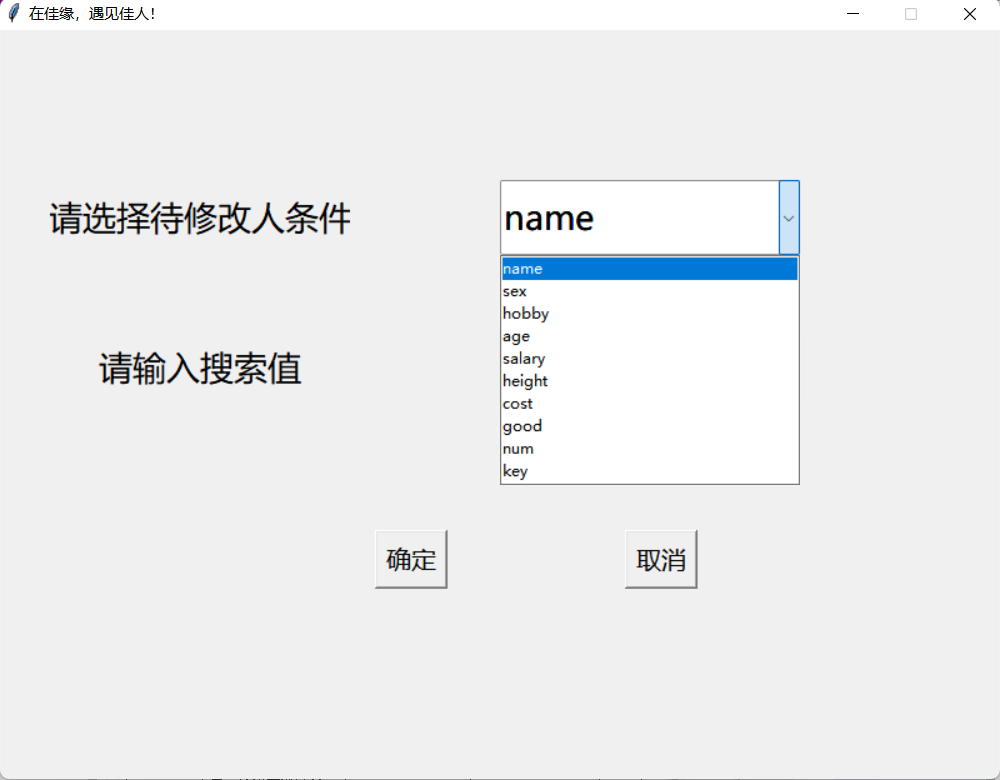 在佳缘，遇见佳人！
请选择待修改人条件
name
name
sex
hobby
age
salary
height
cost
good
num
key
请输入搜索值
确定
取消